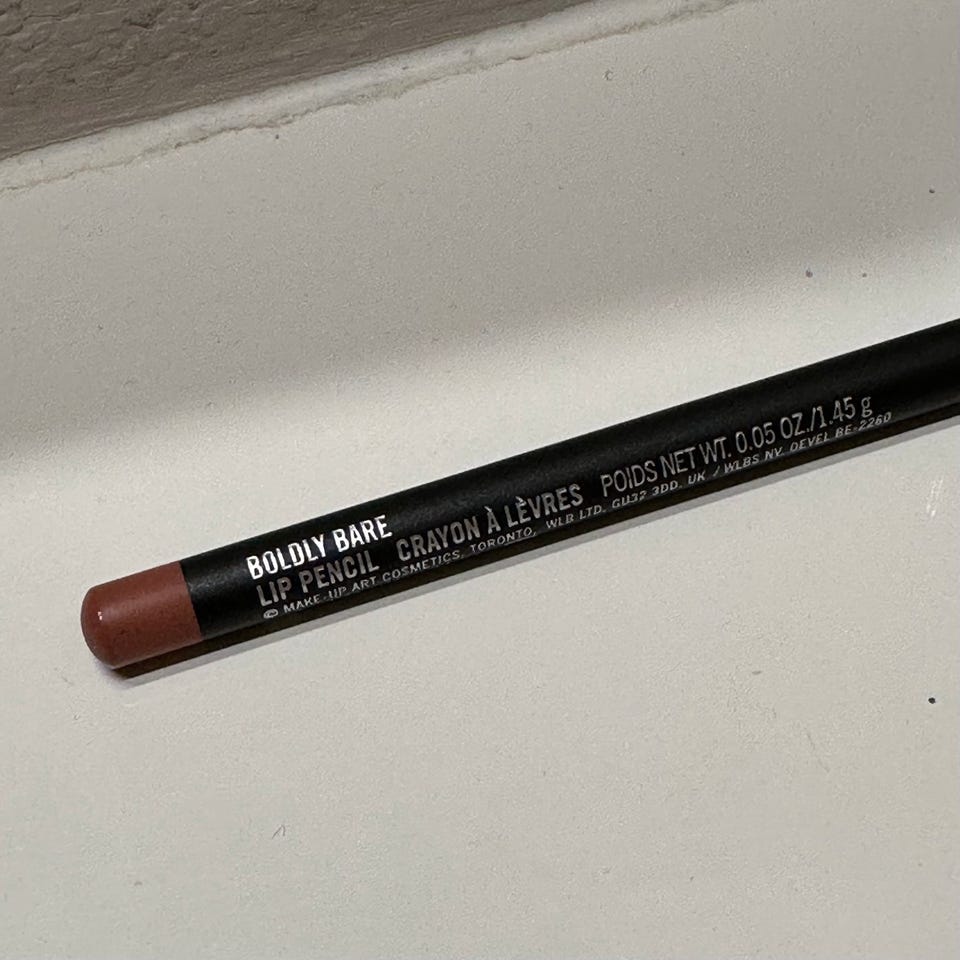 BOLDLY BARE
LIP PENCIL CRAYON À LÈVRES POIDS NET WT. 0.05 OZ./1.45 g
© MAKE-UP ART COSMETICS, TORONTO, WLB LTD. GU32 3DD. UK / WLBS NV. DEVEL BE-2260